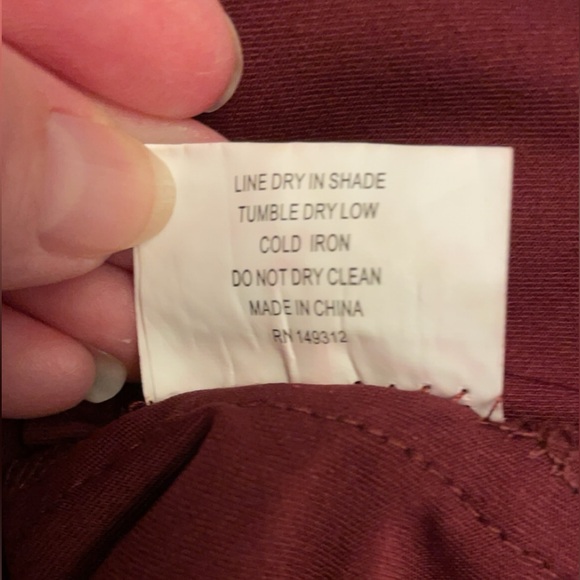 LINE DRY IN SHADE
TUMBLE DRY LOW
COLD IRON
DO NOT DRY CLEAN
MADE IN CHINA
RN 149312